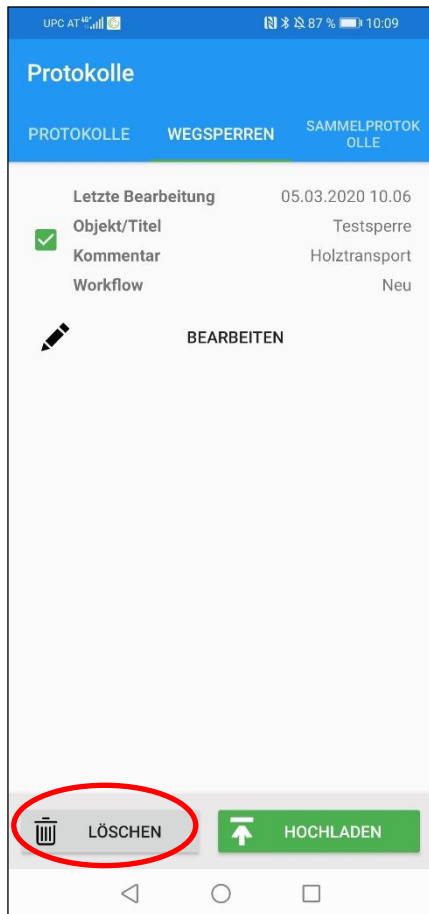 UPC AT 87 % 10:09
Protokolle
PROTOKOLLE WEGSPERREN SAMMELPROTOK
OLLE
Letzte Bearbeitung 05.03.2020 10.06
Objekt/Titel Testsperre
Kommentar Holztransport
Workflow Neu
BEARBEITEN
LÖSCHEN HOCHLADEN